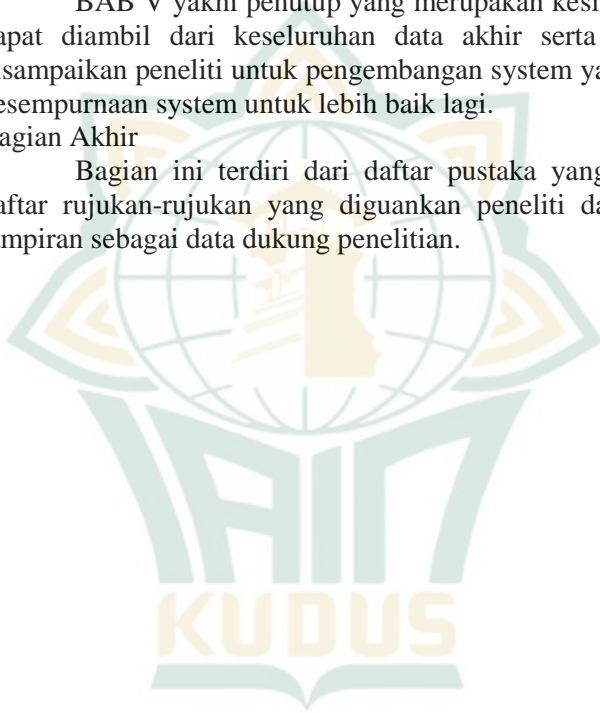 BAB V yakni penutup yang merupakan kesi
apat diambil dari keseluruhan data akhir serta
isampaikan peneliti untuk pengembangan system ya
esempurnaan system untuk lebih baik lagi.
agian Akhir
Bagian ini terdiri dari daftar pustaka yang
aftar rujukan-rujukan yang diguankan peneliti da
mpiran sebagai data dukung penelitian.
IAIN
KUDUS